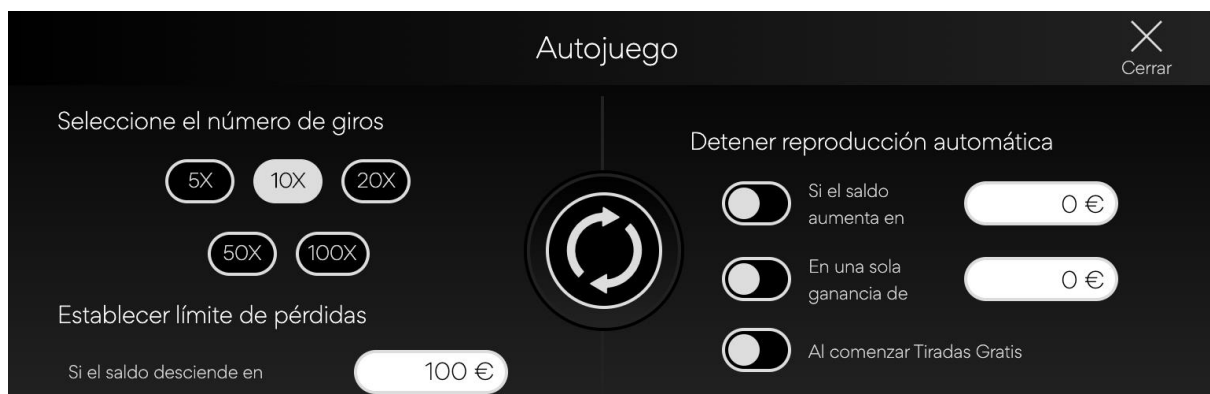 Autojuego
Cerrar
Seleccione el número de giros
5X 10X 20X
50X 100X
Establecer límite de pérdidas
Si el saldo desciende en 100 €
Detener reproducción automática
Si el saldo
aumenta en
0 €
En una sola
ganancia de
0 €
Al comenzar Tiradas Gratis